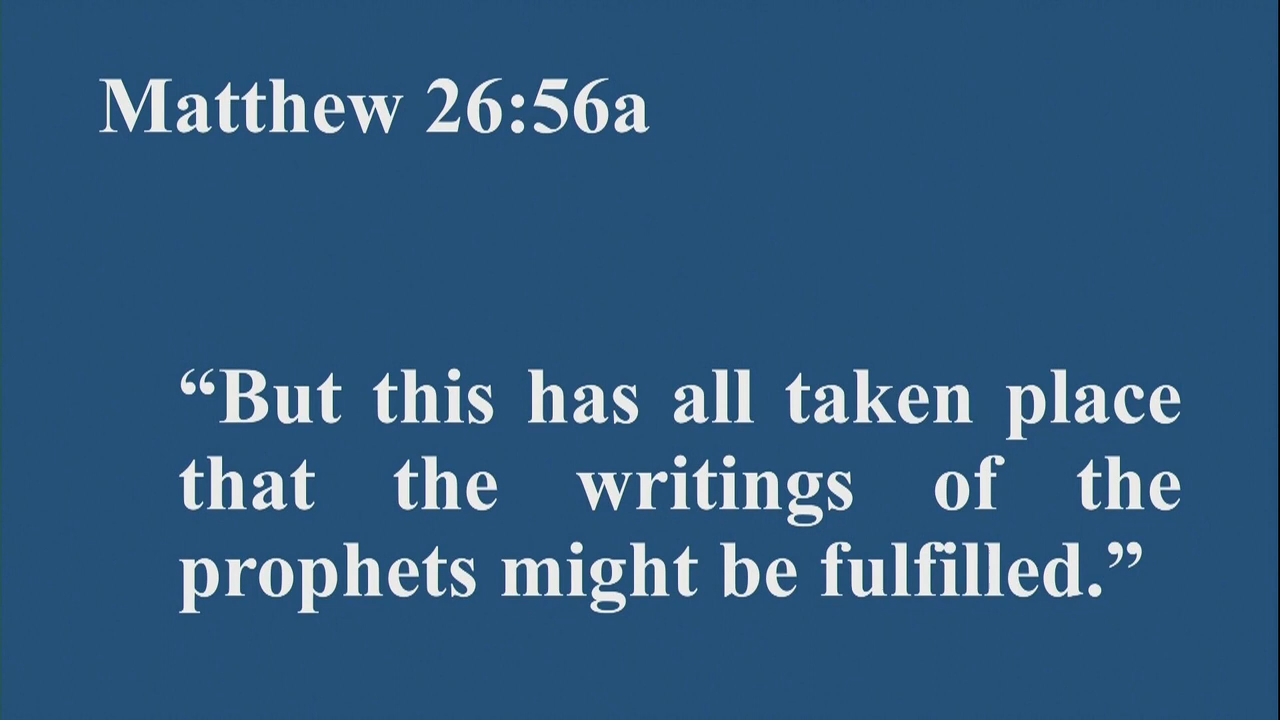 Matthew 26:56a
“But this has all taken place
that the writings of the
prophets might be fulfilled.”